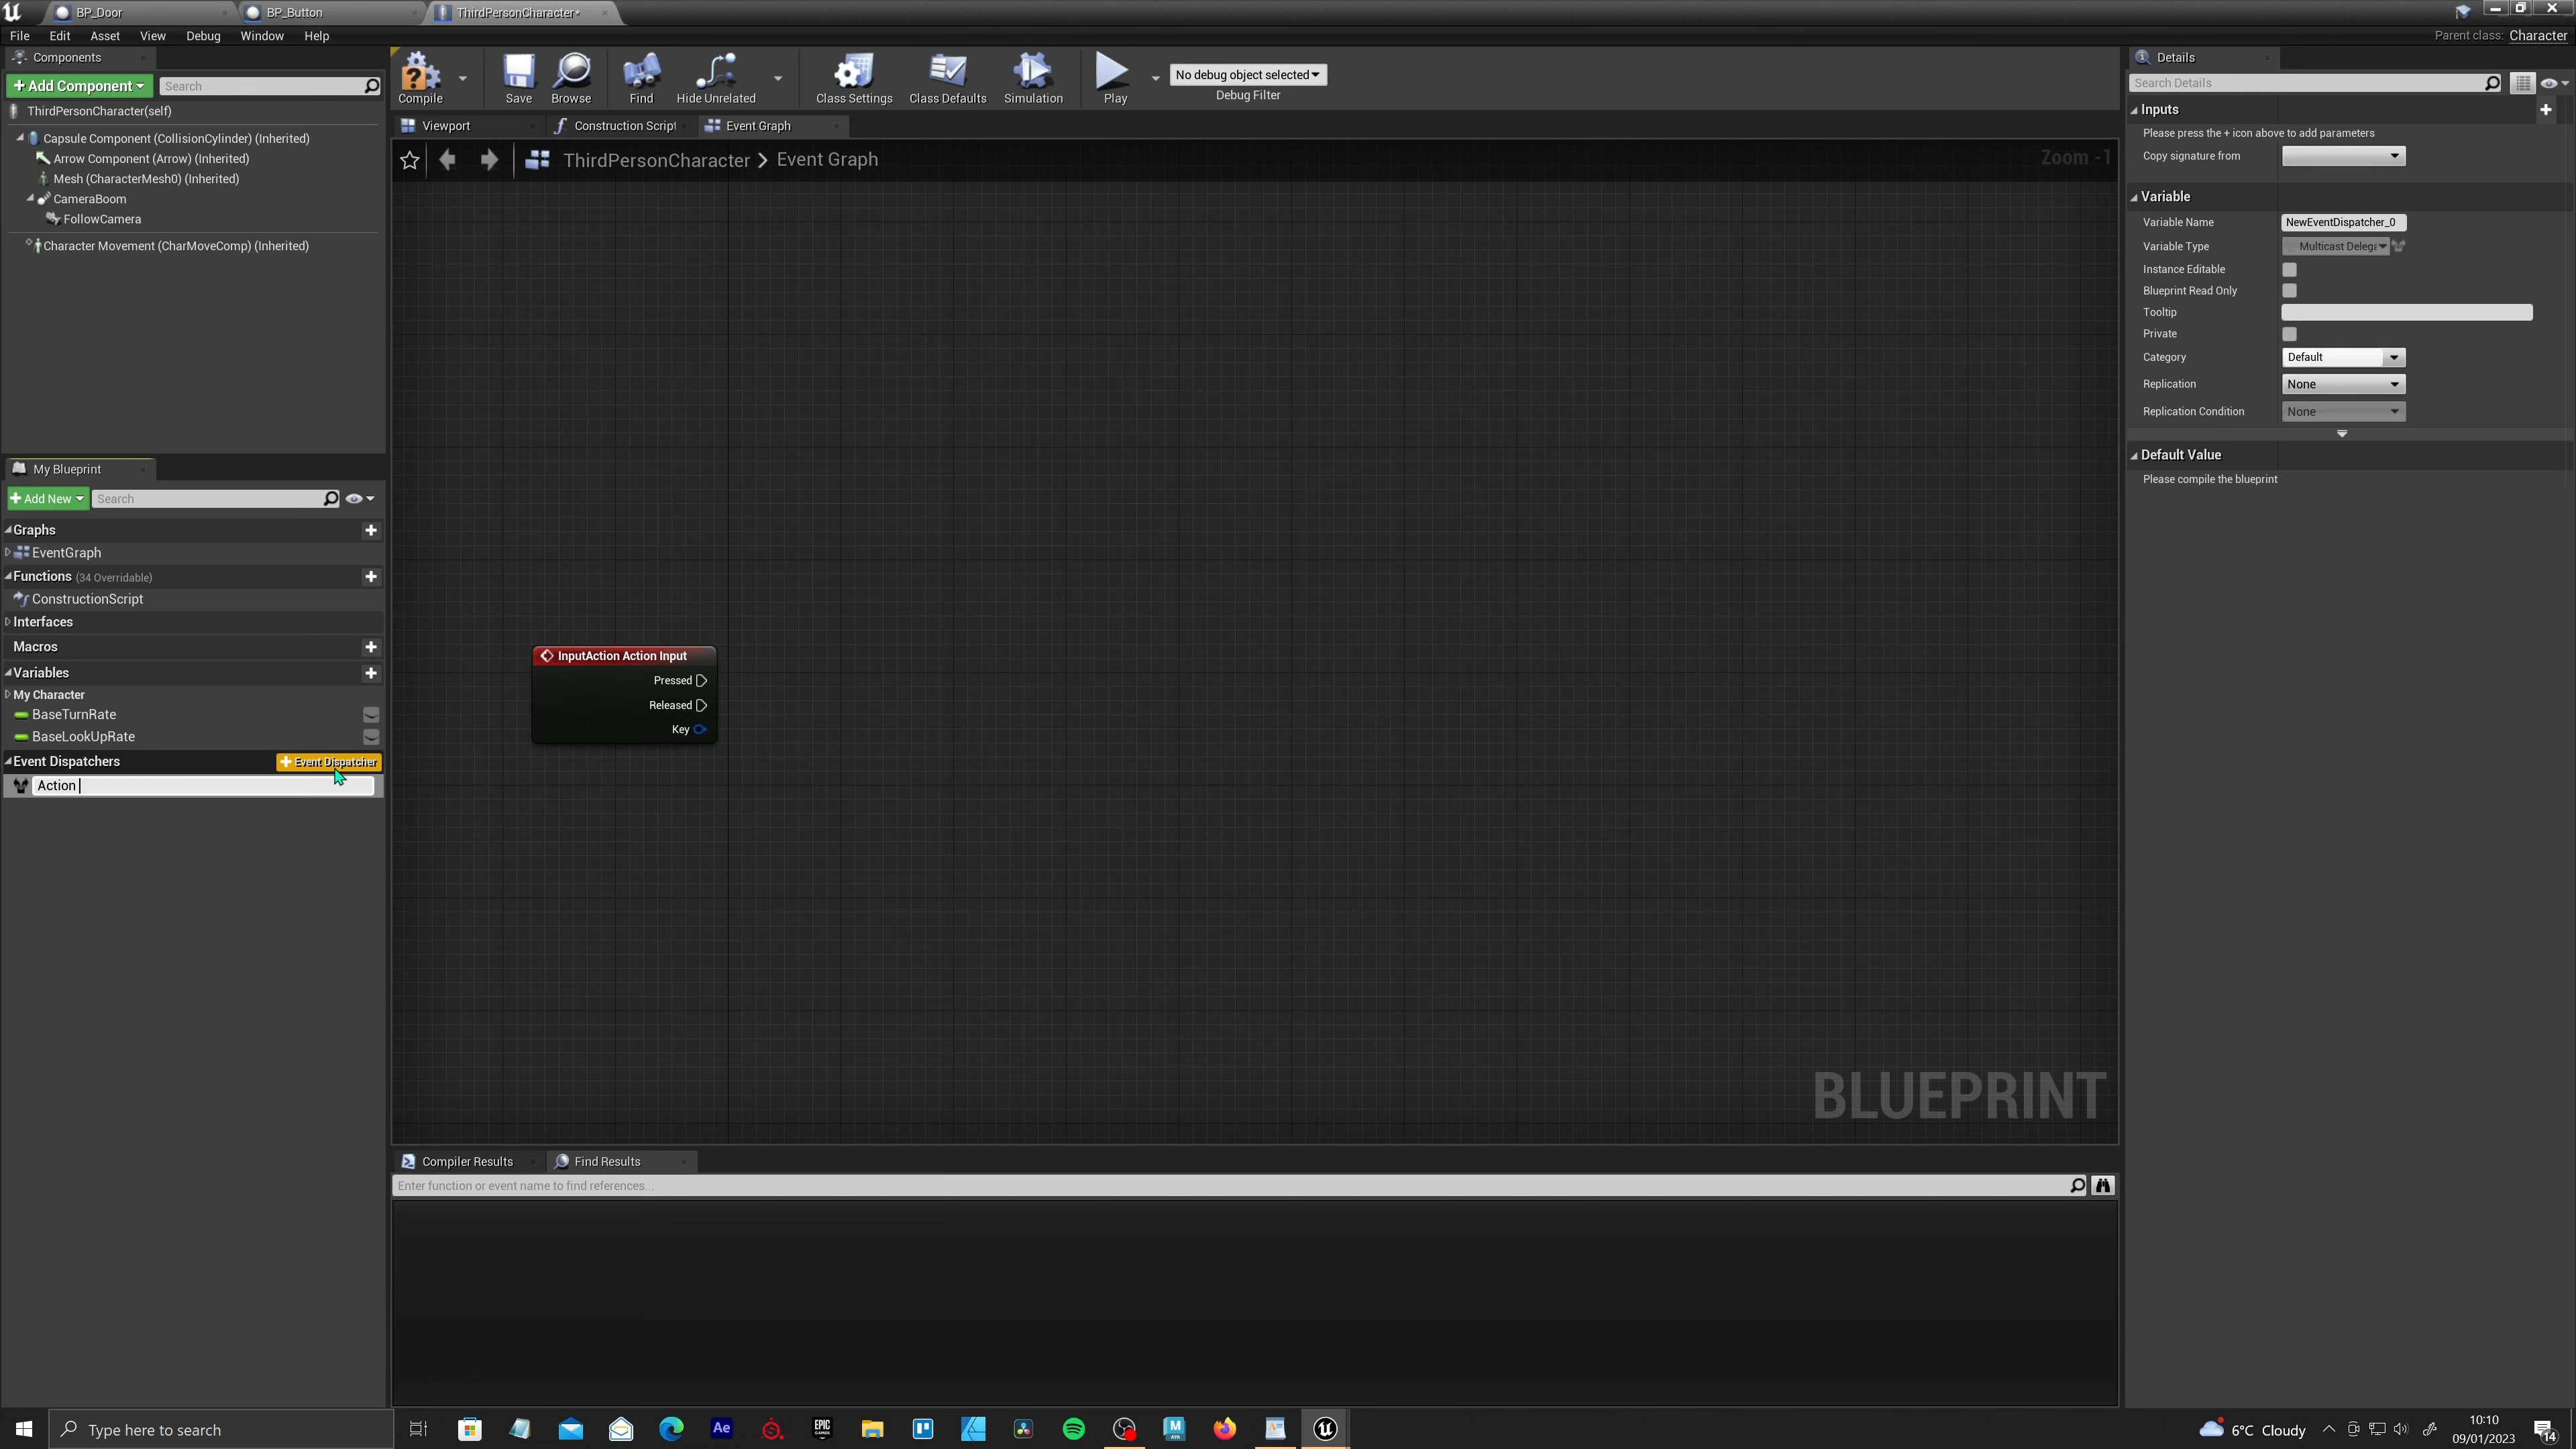 BP_Door
BP_Button
ThirdPersonCharacter*
File Edit Asset View Debug Window Help
Parent class: Character
Components
Add Component
Search
ThirdPersonCharacter(self)
Capsule Component (CollisionCylinder) (Inherited)
Arrow Component (Arrow) (Inherited)
Mesh (CharacterMesh0) (Inherited)
CameraBoom
FollowCamera
Character Movement (CharMoveComp) (Inherited)
My Blueprint
Add New
Search
Graphs
EventGraph
Functions (34 Overridable)
ConstructionScript
Interfaces
Macros
Variables
My Character
BaseTurnRate
BaseLookUpRate
Event Dispatchers
Event Dispatcher
Action
Compile
Save
Browse
Find
Hide Unrelated
Class Settings
Class Defaults
Simulation
Play
No debug object selected
Debug Filter
Viewport
Construction Script
Event Graph
ThirdPersonCharacter > Event Graph
Zoom -1
InputAction Action Input
Pressed
Released
Key
BLUEPRINT
Compiler Results
Find Results
Enter function or event name to find references...
Details
Search Details
Inputs
Please press the + icon above to add parameters
Copy signature from
Variable
Variable Name NewEventDispatcher_0
Variable Type Multicast Delega
Instance Editable
Blueprint Read Only
Tooltip
Private
Category Default
Replication None
Replication Condition None
Default Value
Please compile the blueprint
Type here to search
Ae
EPIC
GAMES
M
6°C Cloudy
10:10
09/01/2023
14